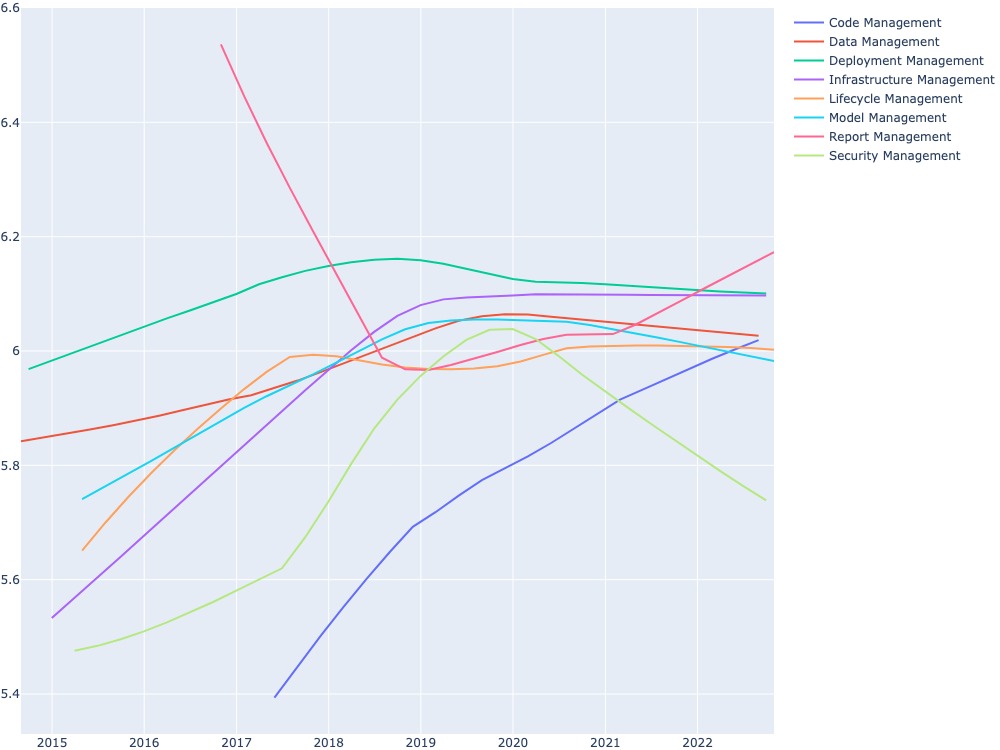 6.6
6.4
6.2
6
5.8
5.6
5.4
2015
2016
2017
2018
2019
2020
2021
2022
Code Management
Data Management
Deployment Management
Infrastructure Management
Lifecycle Management
Model Management
Report Management
Security Management